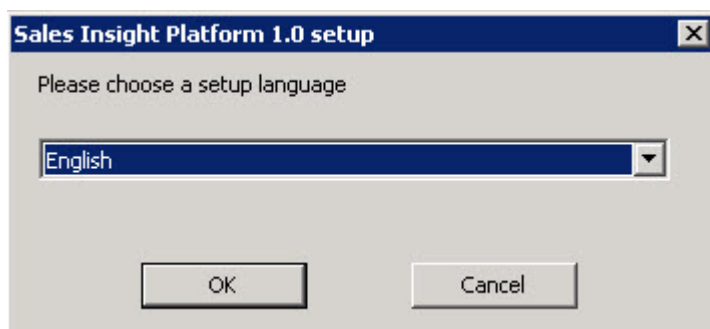 Sales Insight Platform 1.0 setup
Please choose a setup language
English
OK Cancel